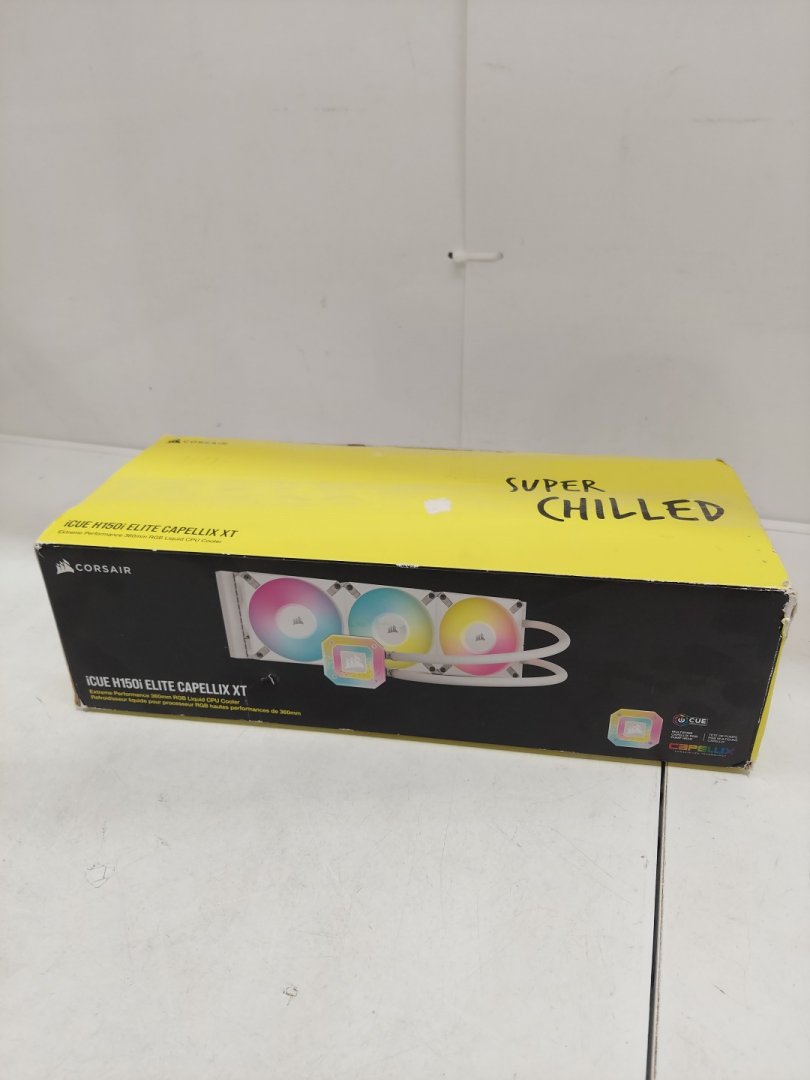 CORSAIR
SUPER
CHILLED
iCUE H150i ELITE CAPELLIX XT
Extreme Performance 360mm RGB Liquid CPU Cooler
CORSAIR
iCUE H150i ELITE CAPELLIX XT
Extreme Performance 360mm RGB Liquid CPU Cooler
Refroidisseur liquide pour processeur RGB hautes performances de 360mm
iCUE
CAPELLIX